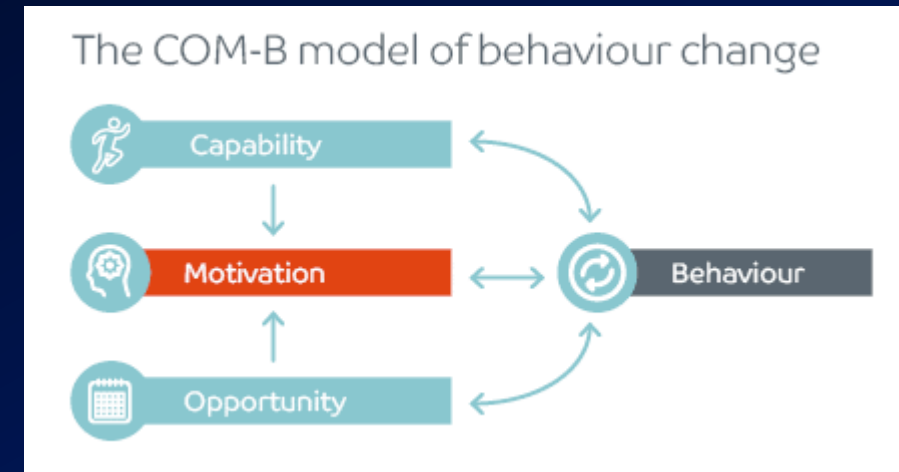 The COM-B model of behaviour change
Capability
Motivation
Behaviour
Opportunity